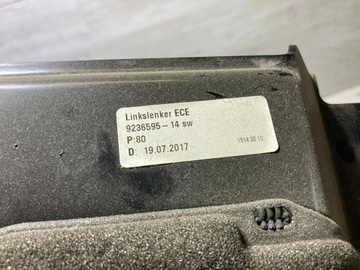 Linkslenker ECE
9236595-14 sw
P:80
D: 19.07.2017
1514 00 10